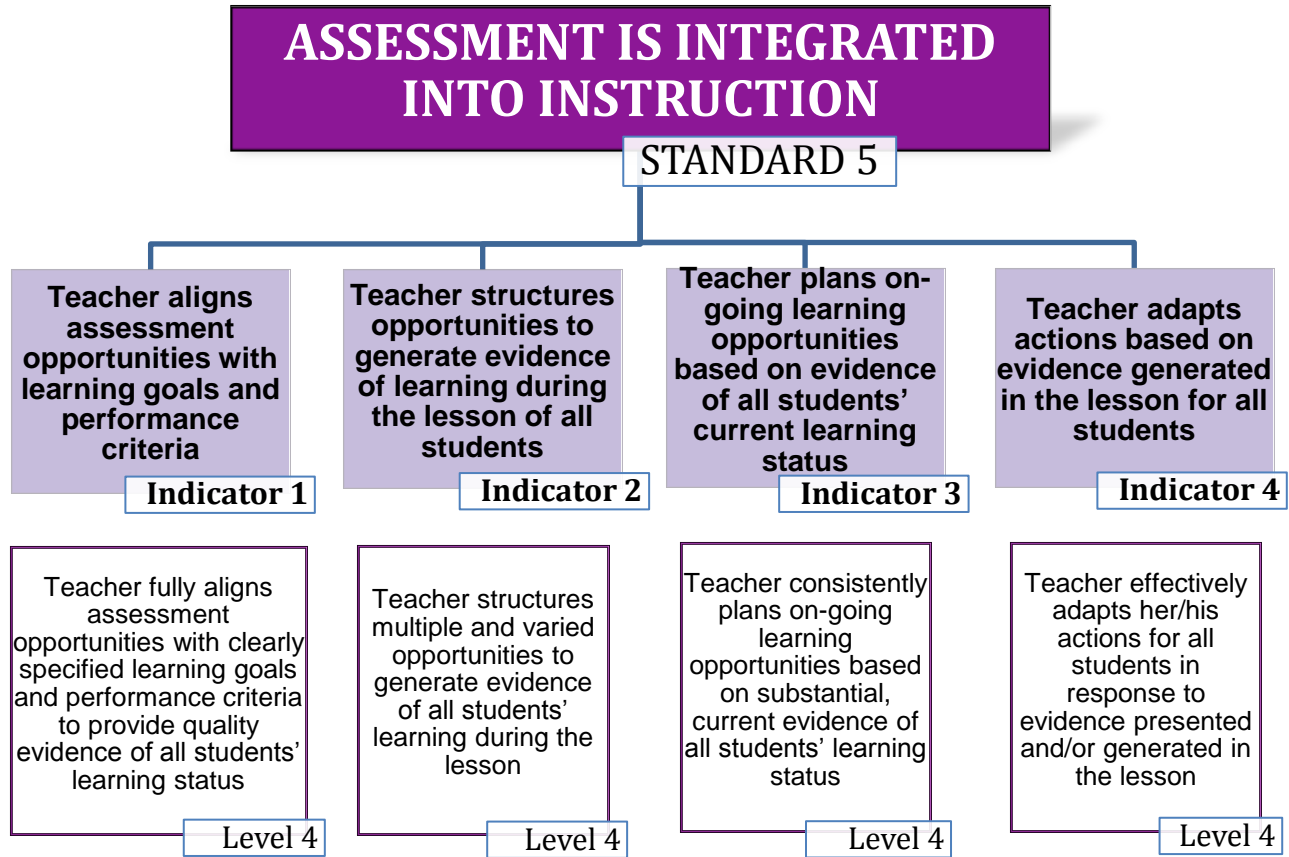 ASSESSMENT IS INTEGRATED
INTO INSTRUCTION
STANDARD 5
Teacher aligns
assessment
opportunities with
learning goals and
performance
criteria
Indicator 1
Teacher structures
opportunities to
generate evidence
of learning during
the lesson of all
students
Indicator 2
Teacher plans on-
going learning
opportunities
based on evidence
of all students’
current learning
status
Indicator 3
Teacher adapts
actions based on
evidence generated
in the lesson for all
students
Indicator 4
Teacher fully aligns
assessment
opportunities with clearly
specified learning goals
and performance criteria
to provide quality
evidence of all students’
learning status
Level 4
Teacher structures
multiple and varied
opportunities to
generate evidence
of all students’
learning during the
lesson
Level 4
Teacher consistently
plans on-going
learning
opportunities based
on substantial,
current evidence of
all students’ learning
status
Level 4
Teacher effectively
adapts her/his
actions for all
students in
response to
evidence presented
and/or generated in
the lesson
Level 4